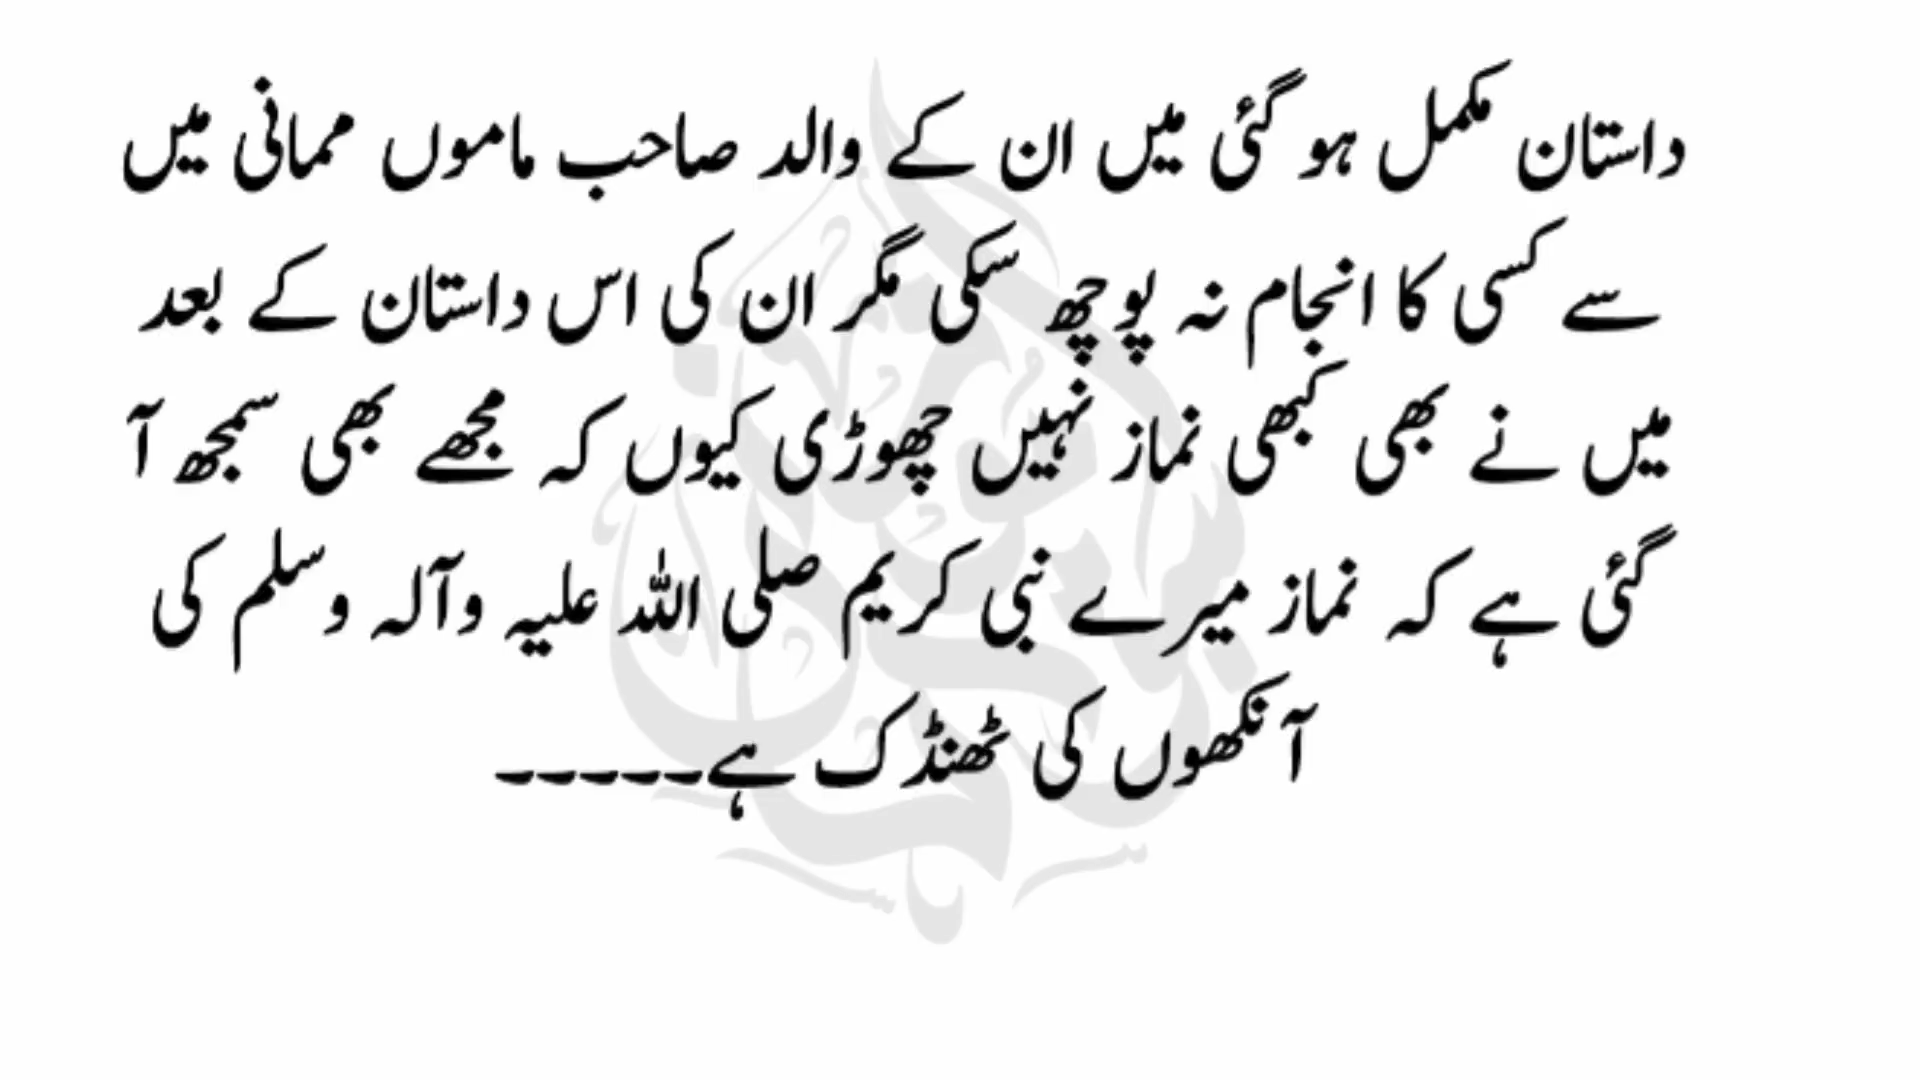 داستان مکمل ہو گئی میں ان کے والد صاحب ماموں ممانی میں
سے کسی کا انجام نہ پوچھ سکی مگر ان کی اس داستان کے بعد
میں نے بھی کبھی نماز نہیں چھوڑی کیوں کہ مجھے بھی سمجھ آ
گئی ہے کہ نماز میرے نبی کریم صلی اللہ علیہ وآلہ وسلم کی
آنکھوں کی ٹھنڈک ہے۔۔۔۔۔